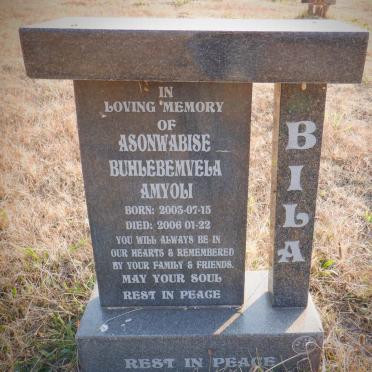 IN
LOVING MEMORY
OF
ASONWABISE
BUHLEBEMVELA
AMYOLI
BORN: 2003-07-15
DIED: 2006 01-22
YOU WILL ALWAYS BE IN
OUR HEARTS & REMEMBERED
BY YOUR FAMILY & FRIENDS.
MAY YOUR SOUL
REST IN PEACE
BILA
REST IN PEACE